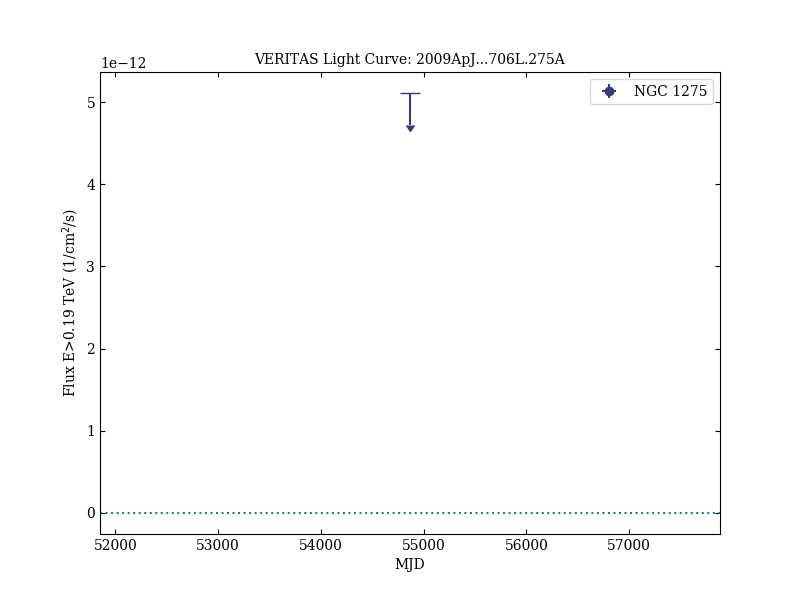 VERITAS Light Curve: 2009ApJ...706L.275A
1e−12
NGC 1275
5
4
3
2
1
0
Flux E>0.19 TeV (1/cm²/s)
52000 53000 54000 55000 56000 57000
MJD